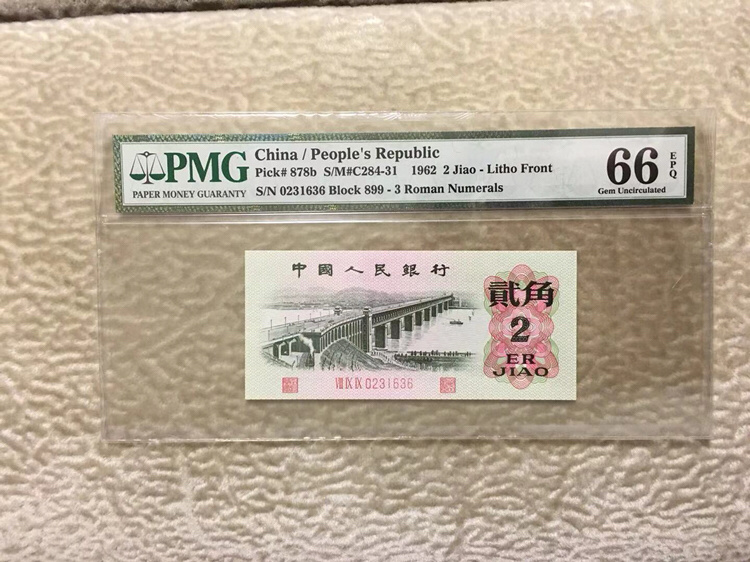 PMG
PAPER MONEY GUARANTY
China / People's Republic
Pick# 878b S/M#C284-31 1962 2 Jiao - Litho Front
S/N 0231636 Block 899 - 3 Roman Numerals
66 EPQ
Gem Uncirculated
中國人民銀行
貳角
2
ER
JIAO
VIII IX IX 0231636